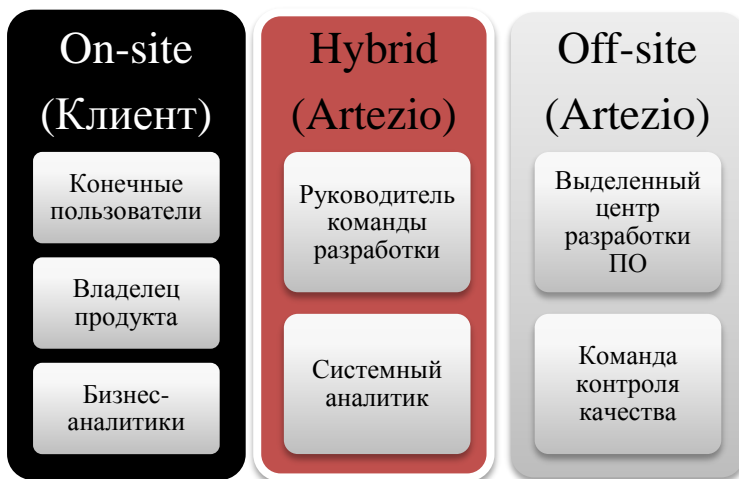 On-site
(Клиент)
Конечные
пользователи
Владелец
продукта
Бизнес-
аналитики
Hybrid
(Artezio)
Руководитель
команды
разработки
Системный
аналитик
Off-site
(Artezio)
Выделенный
центр
разработки
ПО
Команда
контроля
качества